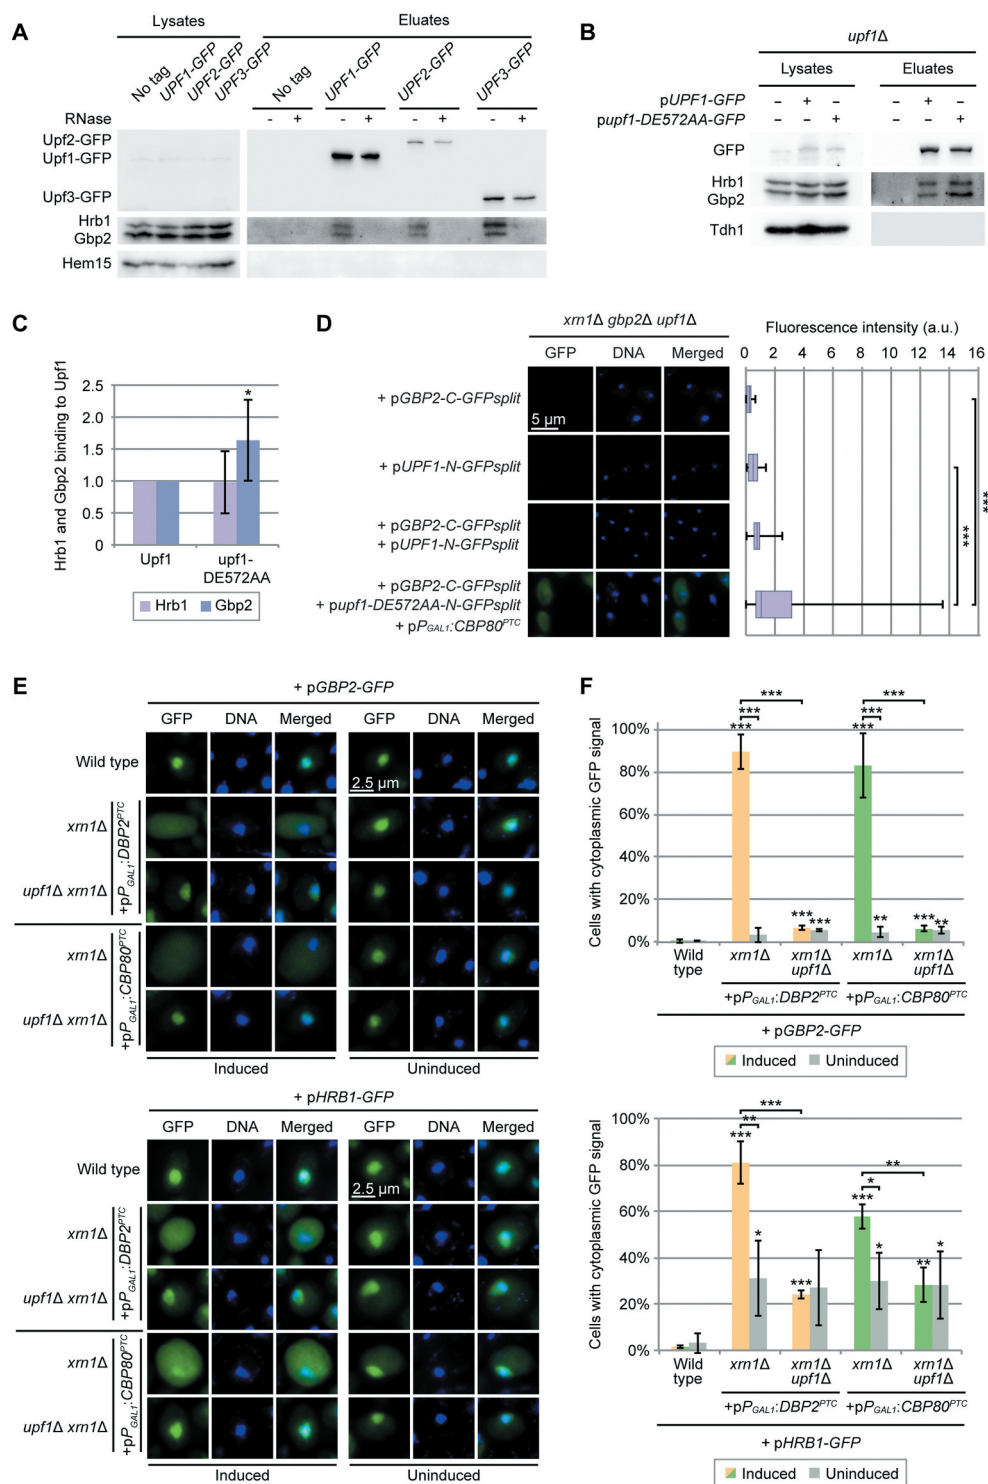 A
Lysates
Eluates
No tag
UPF1-GFP
UPF2-GFP
UPF3-GFP
No tag
UPF1-GFP
UPF2-GFP
UPF3-GFP
RNase
- + - + - + - +
Upf2-GFP
Upf1-GFP
Upf3-GFP
Hrb1
Gbp2
Hem15
B
upf1Δ
Lysates
Eluates
pUPF1-GFP – + – – + –
pupf1-DE572AA-GFP – – + – – +
GFP
Hrb1
Gbp2
Tdh1
C
Hrb1 and Gbp2 binding to Upf1
2.5
2.0
1.5
1.0
0.5
0
*
Upf1
upf1-
DE572AA
Hrb1
Gbp2
D
xrn1Δ gbp2Δ upf1Δ
GFP DNA Merged
Fluorescence intensity (a.u.)
0 2 4 6 8 10 12 14 16
+ pGBP2-C-GFPsplit
5 µm
+ pUPF1-N-GFPsplit
+ pGBP2-C-GFPsplit
+ pUPF1-N-GFPsplit
+ pGBP2-C-GFPsplit
+ pupf1-DE572AA-N-GFPsplit
+ pPGAL1:CBP80PTC
***
***
E
+ pGBP2-GFP
GFP DNA Merged GFP DNA Merged
Wild type
2.5 µm
xrn1Δ
upf1Δ xrn1Δ
+pPGAL1:DBP2PTC
xrn1Δ
upf1Δ xrn1Δ
+pPGAL1:CBP80PTC
Induced
Uninduced
+ pHRB1-GFP
GFP DNA Merged GFP DNA Merged
Wild type
2.5 µm
xrn1Δ
upf1Δ xrn1Δ
+pPGAL1:DBP2PTC
xrn1Δ
upf1Δ xrn1Δ
+pPGAL1:CBP80PTC
Induced
Uninduced
F
Cells with cytoplasmic GFP signal
100%
80%
60%
40%
20%
0%
*** ***
*** ***
*** ***
*** *** ** *** **
Wild
type
xrn1Δ
xrn1Δ
upf1Δ
xrn1Δ
xrn1Δ
upf1Δ
+pPGAL1:DBP2PTC
+pPGAL1:CBP80PTC
+ pGBP2-GFP
Induced
Uninduced
Cells with cytoplasmic GFP signal
100%
80%
60%
40%
20%
0%
***
**
***
**
*
***
*
***
*
**
*
Wild
type
xrn1Δ
xrn1Δ
upf1Δ
xrn1Δ
xrn1Δ
upf1Δ
+pPGAL1:DBP2PTC
+pPGAL1:CBP80PTC
+ pHRB1-GFP
Induced
Uninduced